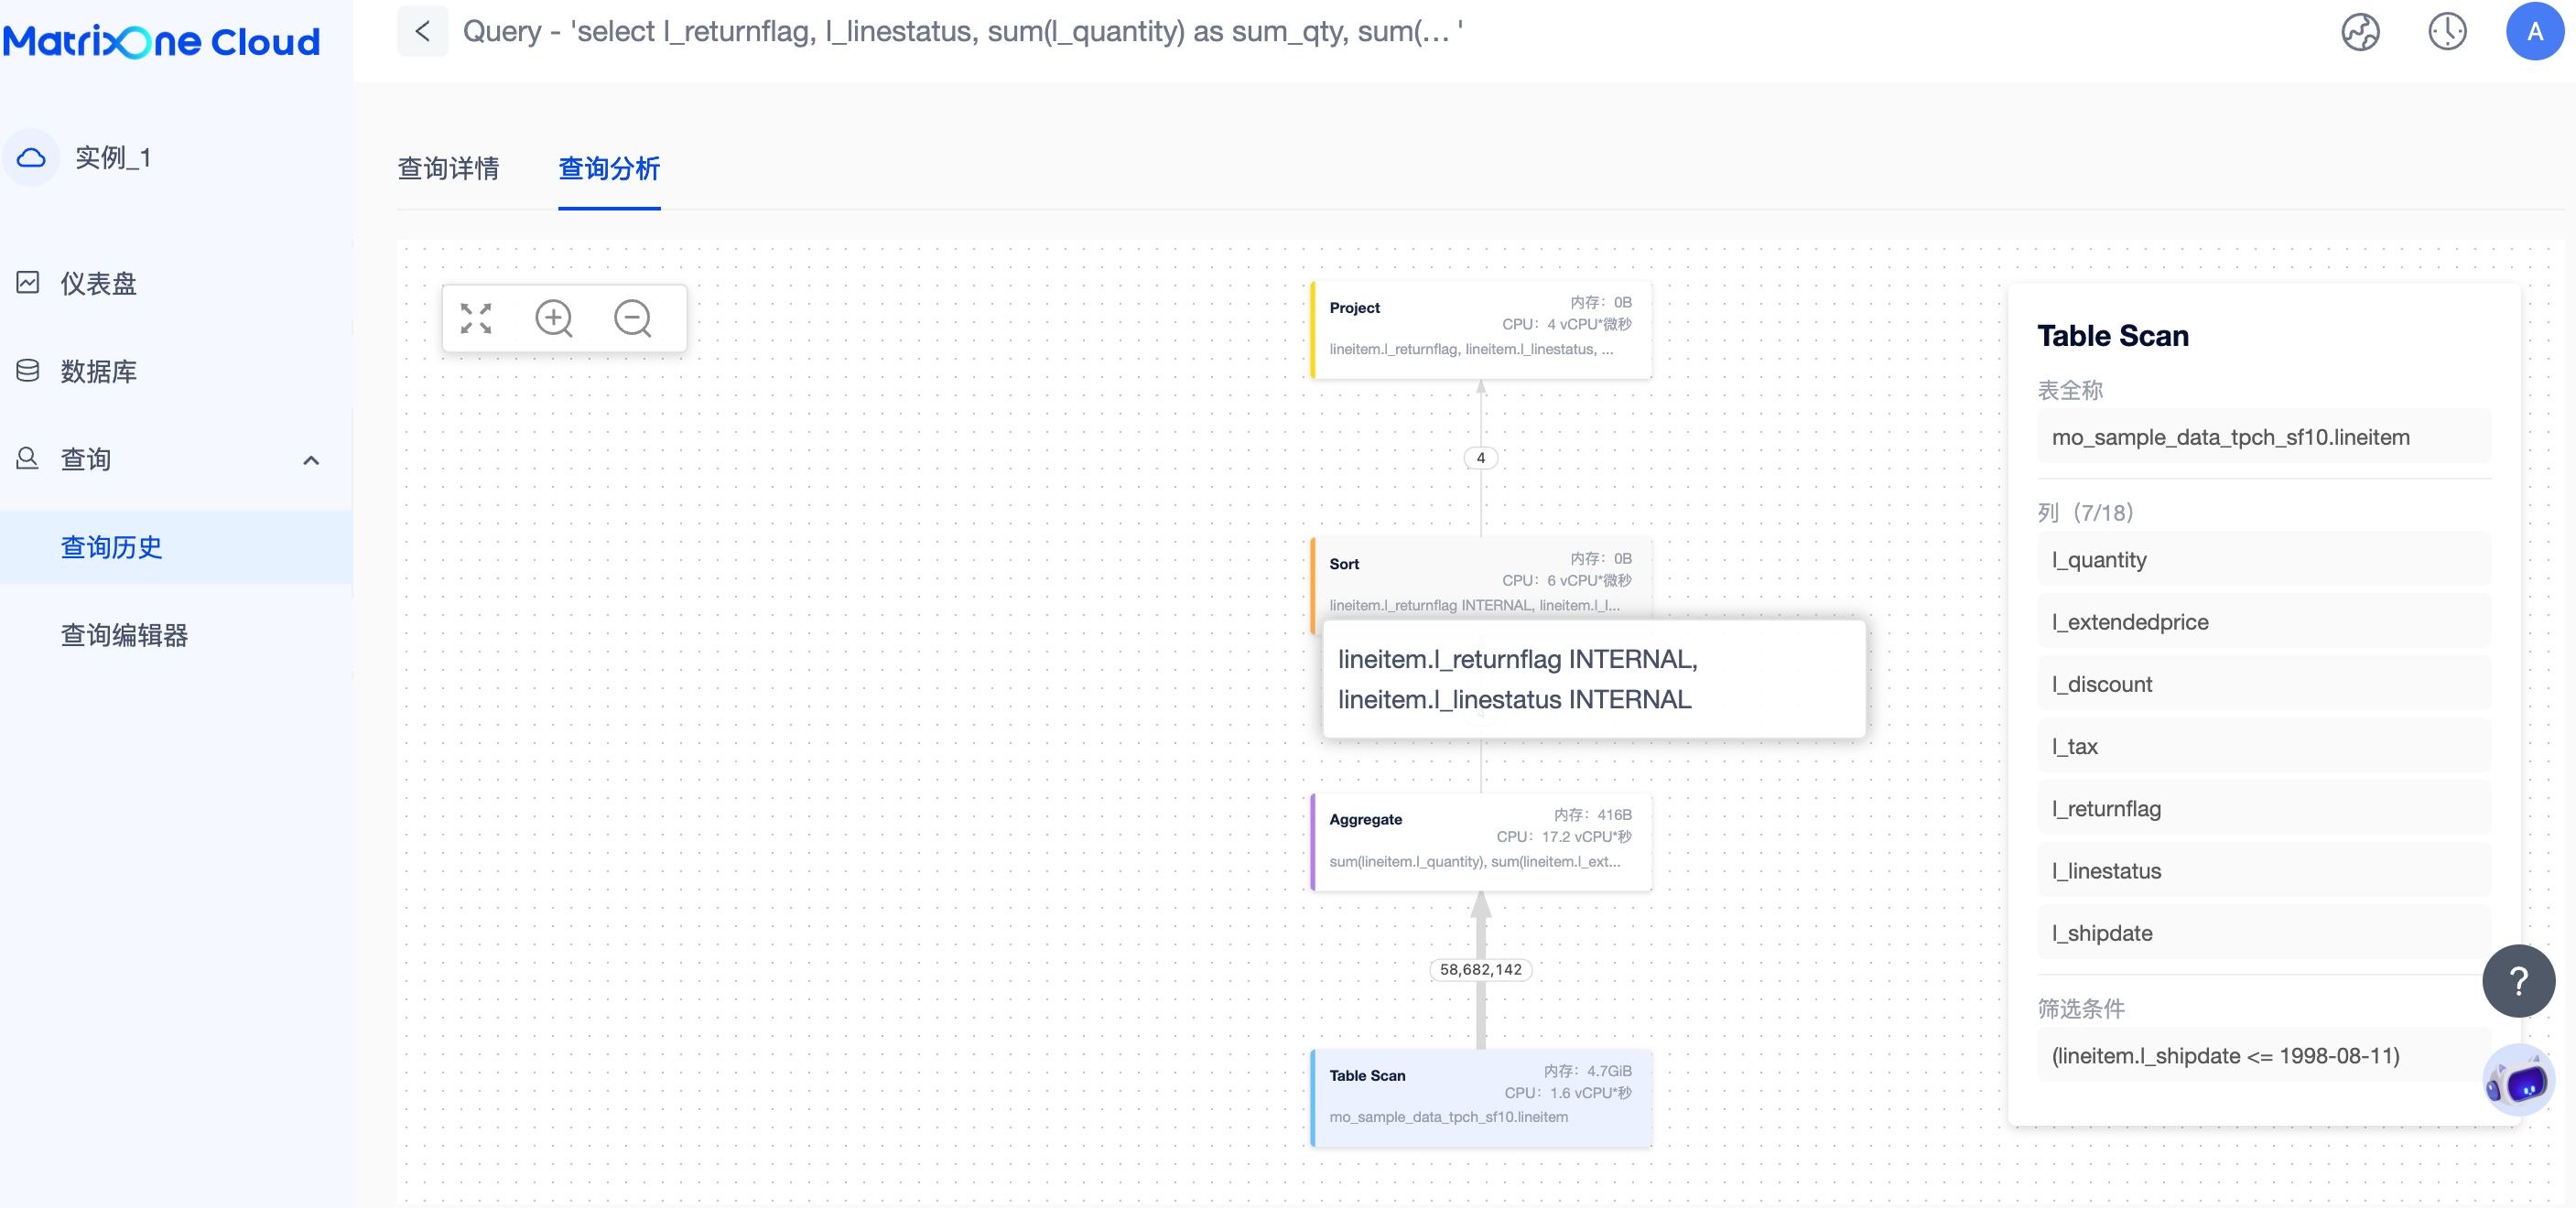 MatrixOne Cloud
Query - 'select l_returnflag, l_linestatus, sum(l_quantity) as sum_qty, sum(... '
A
实例_1
仪表盘
数据库
查询
查询历史
查询编辑器
查询详情
查询分析
Project
内存：0B
CPU：4 vCPU*微秒
lineitem.l_returnflag, lineitem.l_linestatus, ...
4
Sort
内存：0B
CPU：6 vCPU*微秒
lineitem.l_returnflag INTERNAL, lineitem.l_l...
lineitem.l_returnflag INTERNAL,
lineitem.l_linestatus INTERNAL
Aggregate
内存：416B
CPU：17.2 vCPU*秒
sum(lineitem.l_quantity), sum(lineitem.l_ext...
58,682,142
Table Scan
内存：4.7GiB
CPU：1.6 vCPU*秒
mo_sample_data_tpch_sf10.lineitem
Table Scan
表全称
mo_sample_data_tpch_sf10.lineitem
列（7/18）
l_quantity
l_extendedprice
l_discount
l_tax
l_returnflag
l_linestatus
l_shipdate
筛选条件
(lineitem.l_shipdate <= 1998-08-11)
?